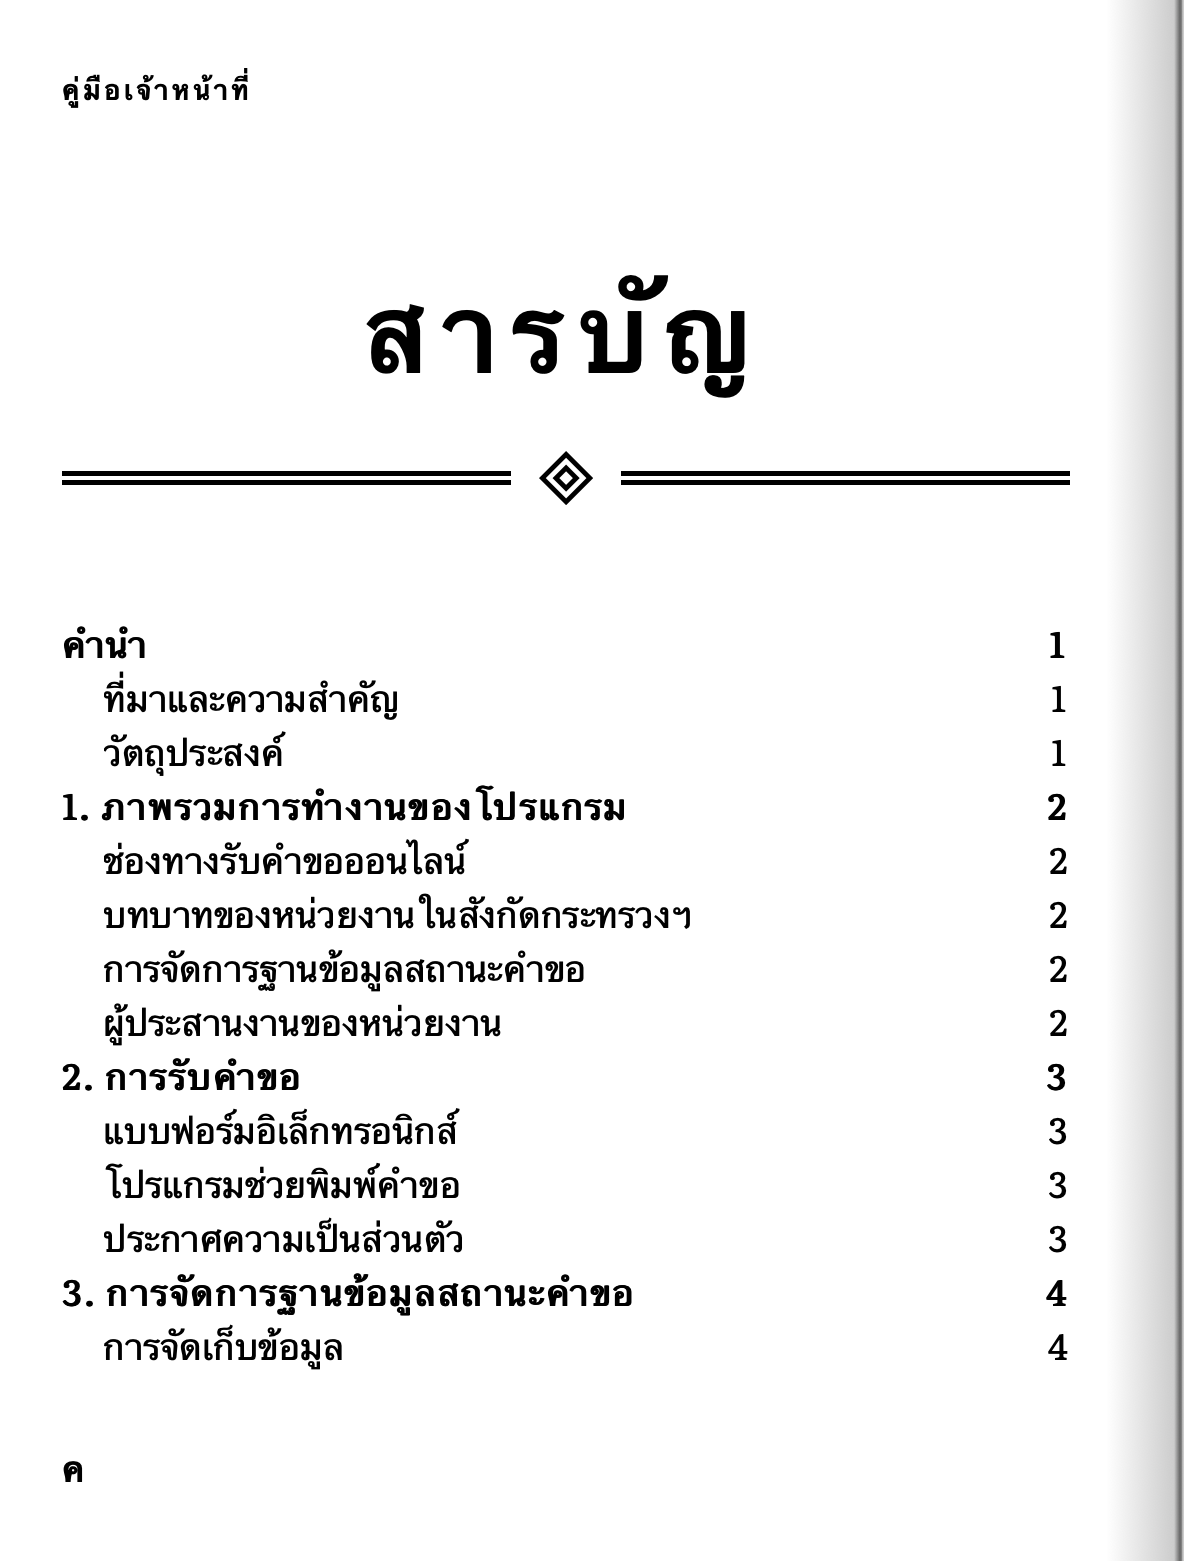 คู่มือเจ้าหน้าที่
สารบัญ
คำนำ 1
ที่มาและความสำคัญ 1
วัตถุประสงค์ 1
1. ภาพรวมการทำงานของโปรแกรม 2
ช่องทางรับคำขอออนไลน์ 2
บทบาทของหน่วยงานในสังกัดกระทรวงฯ 2
การจัดการฐานข้อมูลสถานะคำขอ 2
ผู้ประสานงานของหน่วยงาน 2
2. การรับคำขอ 3
แบบฟอร์มอิเล็กทรอนิกส์ 3
โปรแกรมช่วยพิมพ์คำขอ 3
ประกาศความเป็นส่วนตัว 3
3. การจัดการฐานข้อมูลสถานะคำขอ 4
การจัดเก็บข้อมูล 4
ค